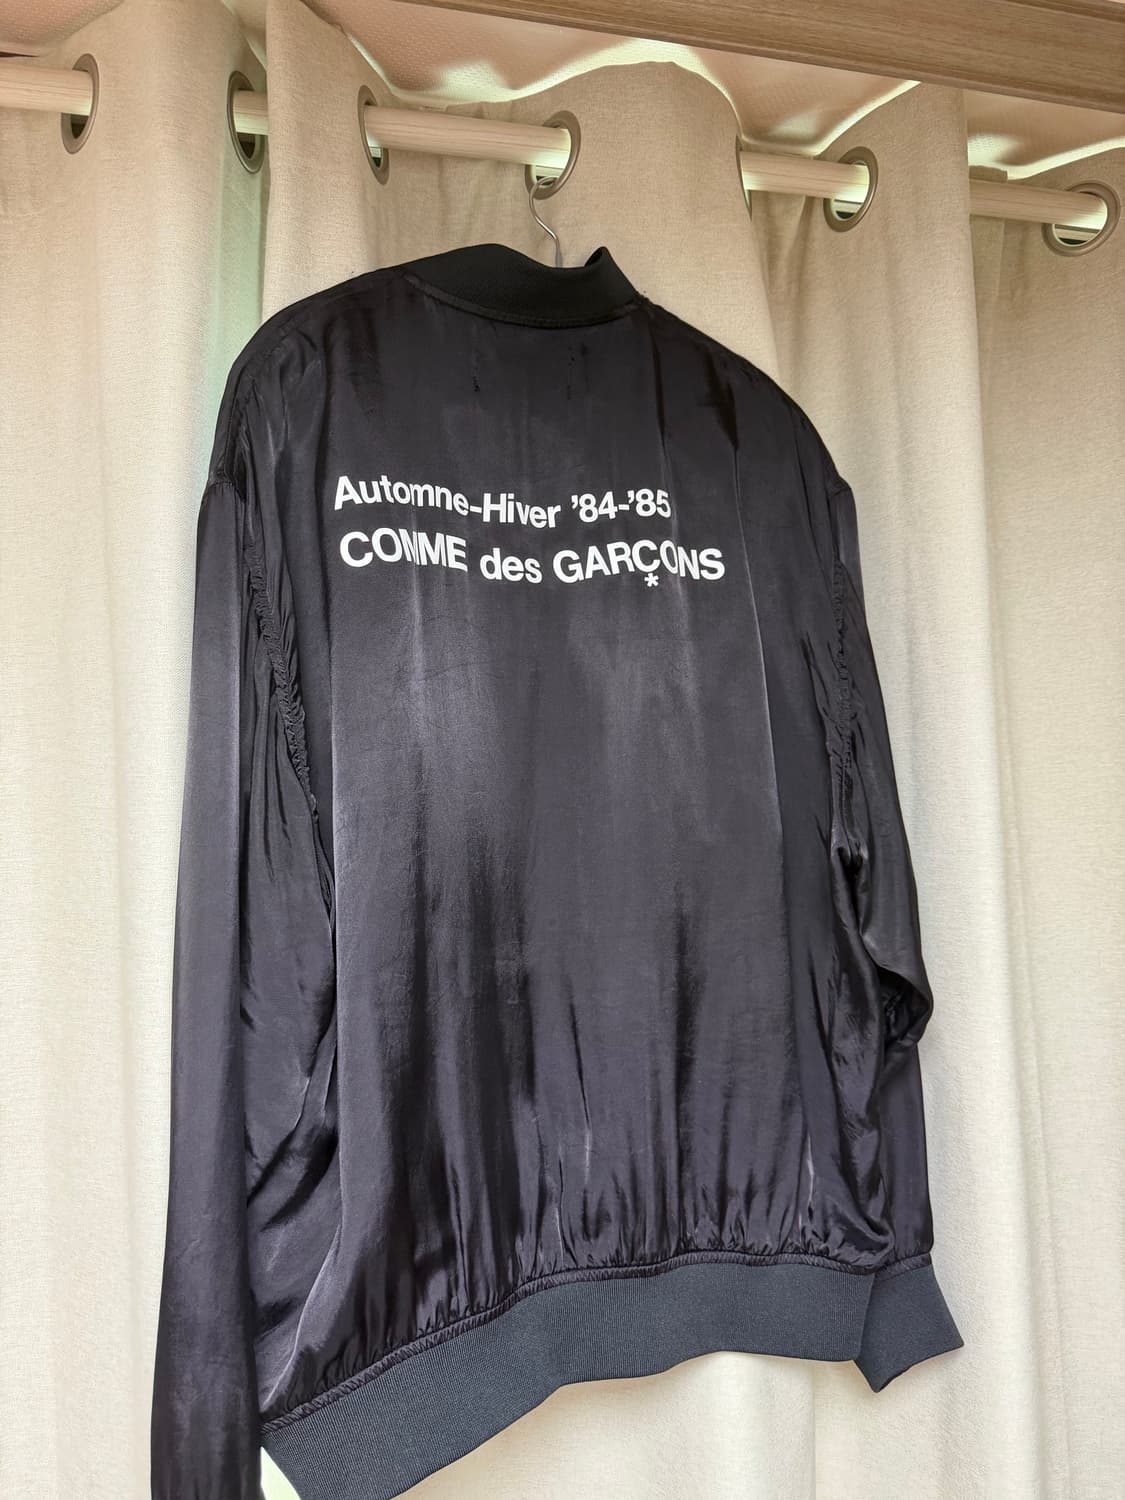 Automne-Hiver '84-'85
COMME des GARÇONS
*